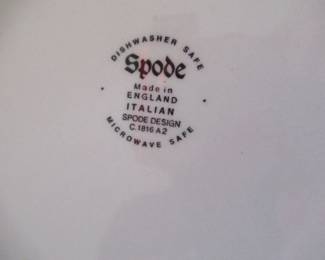 DISHWASHER SAFE
Spode
Made in
ENGLAND
ITALIAN
SPODE DESIGN
C.1816 A2
MICROWAVE SAFE